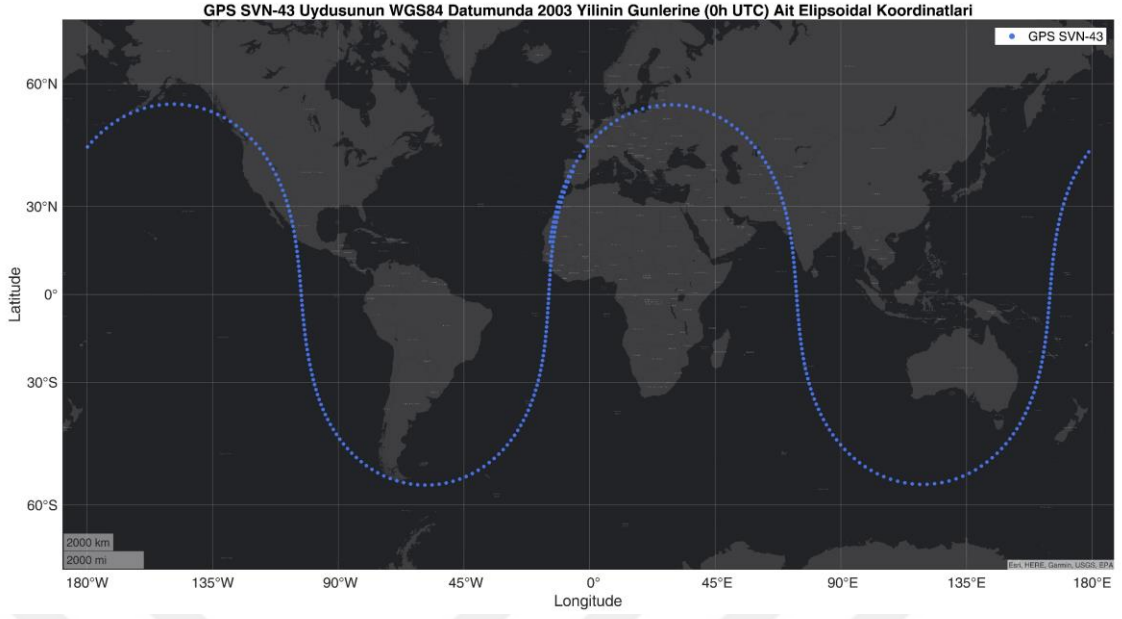 GPS SVN-43 Uydusunun WGS84 Datumunda 2003 Yilinin Gunlerine (0h UTC) Ait Elipsoidal Koordinatlari
GPS SVN-43
60°N
30°N
0°
30°S
60°S
Latitude
2000 km
2000 mi
Esri, HERE, Garmin, USGS, EPA
180°W
135°W
90°W
45°W
0°
45°E
90°E
135°E
180°E
Longitude